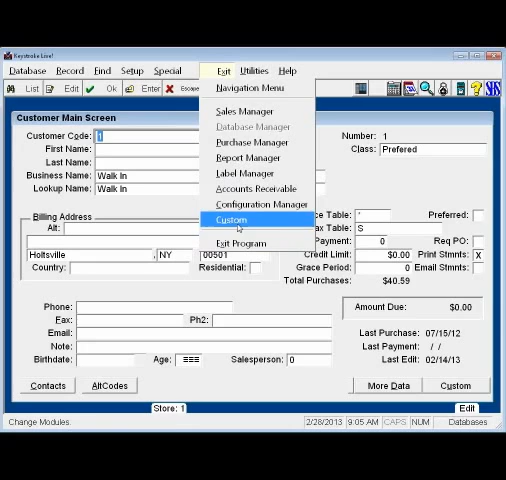 Keystroke Live!
Database Record Find Setup Special Exit Utilities Help
List Edit Ok Enter Escape
Navigation Menu
Sales Manager
Database Manager
Purchase Manager
Report Manager
Label Manager
Accounts Receivable
Configuration Manager
Custom
Exit Program
Customer Main Screen
Customer Code: 1
Number: 1
First Name:
Class: Prefered
Last Name:
Business Name: Walk In
Lookup Name: Walk In
Billing Address
Alt:
Holtsville , NY 00501
Country: Residential:
ce Table: * Preferred:
ax Table: S
Payment: 0 Req PO:
Credit Limit: $0.00 Print Stmnts: X
Grace Period: 0 Email Stmnts:
Total Purchases: $40.59
Phone:
Fax: Ph2:
Email:
Note:
Birthdate: Age: Salesperson: 0
Amount Due: $0.00
Last Purchase: 07/15/12
Last Payment: / /
Last Edit: 02/14/13
Contacts AltCodes More Data Custom
Store: 1 Edit
Change Modules. 2/28/2013 9:05 AM CAPS NUM Databases